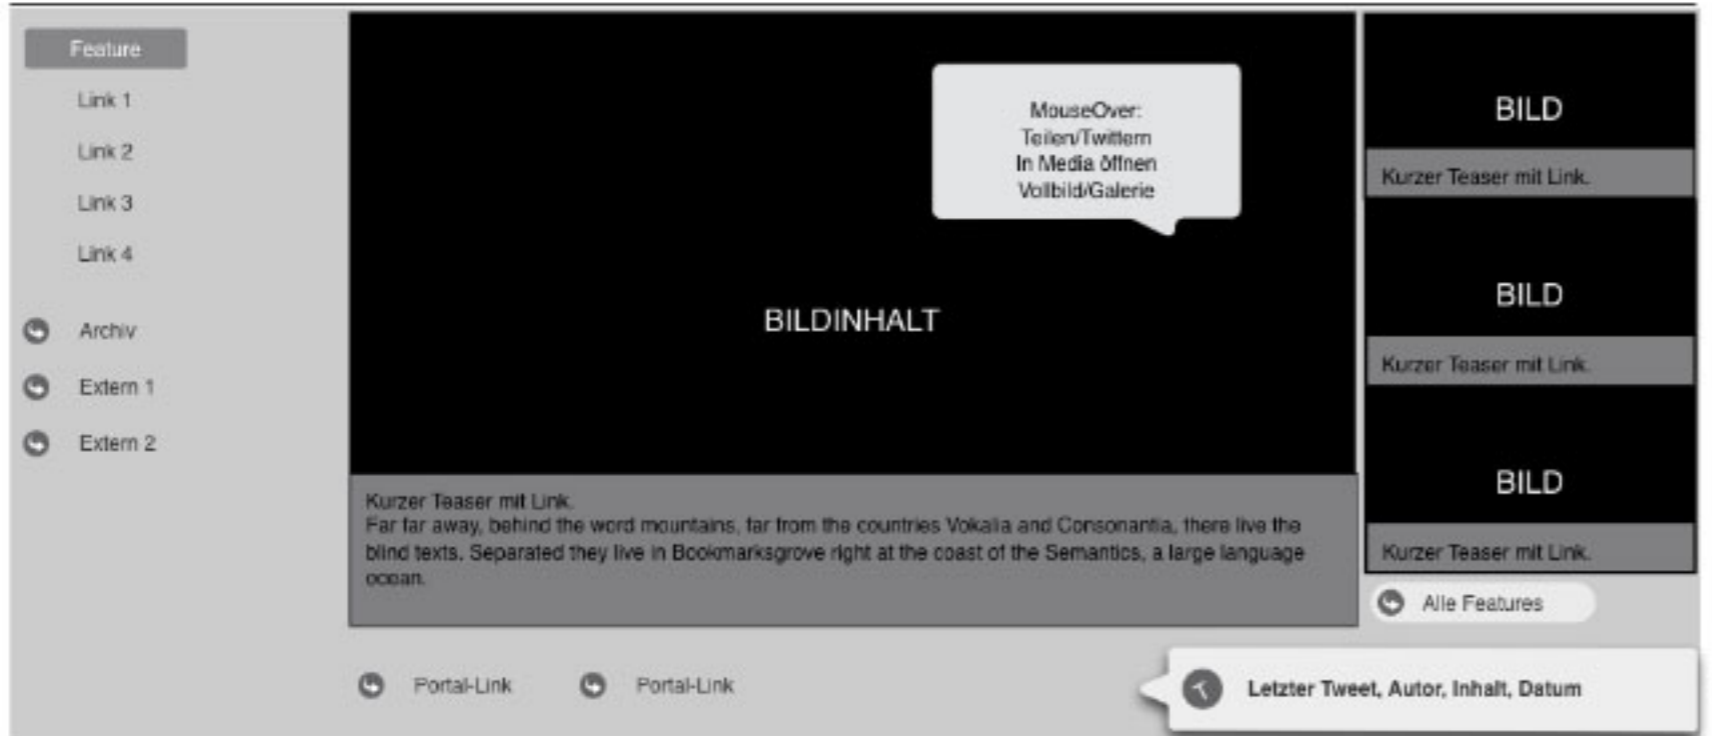 Feature
Link 1
Link 2
Link 3
Link 4
Archiv
Extern 1
Extern 2
MouseOver:
Teilen/Twittern
In Media öffnen
Vollbild/Galerie
BILDINHALT
Kurzer Teaser mit Link.
Far far away, behind the word mountains, far from the countries Vokalia and Consonantia, there live the
blind texts. Separated they live in Bookmarksgrove right at the coast of the Semantics, a large language
ocean.
BILD
Kurzer Teaser mit Link.
BILD
Kurzer Teaser mit Link.
BILD
Kurzer Teaser mit Link.
Alle Features
Portal-Link
Portal-Link
Letzter Tweet, Autor, Inhalt, Datum